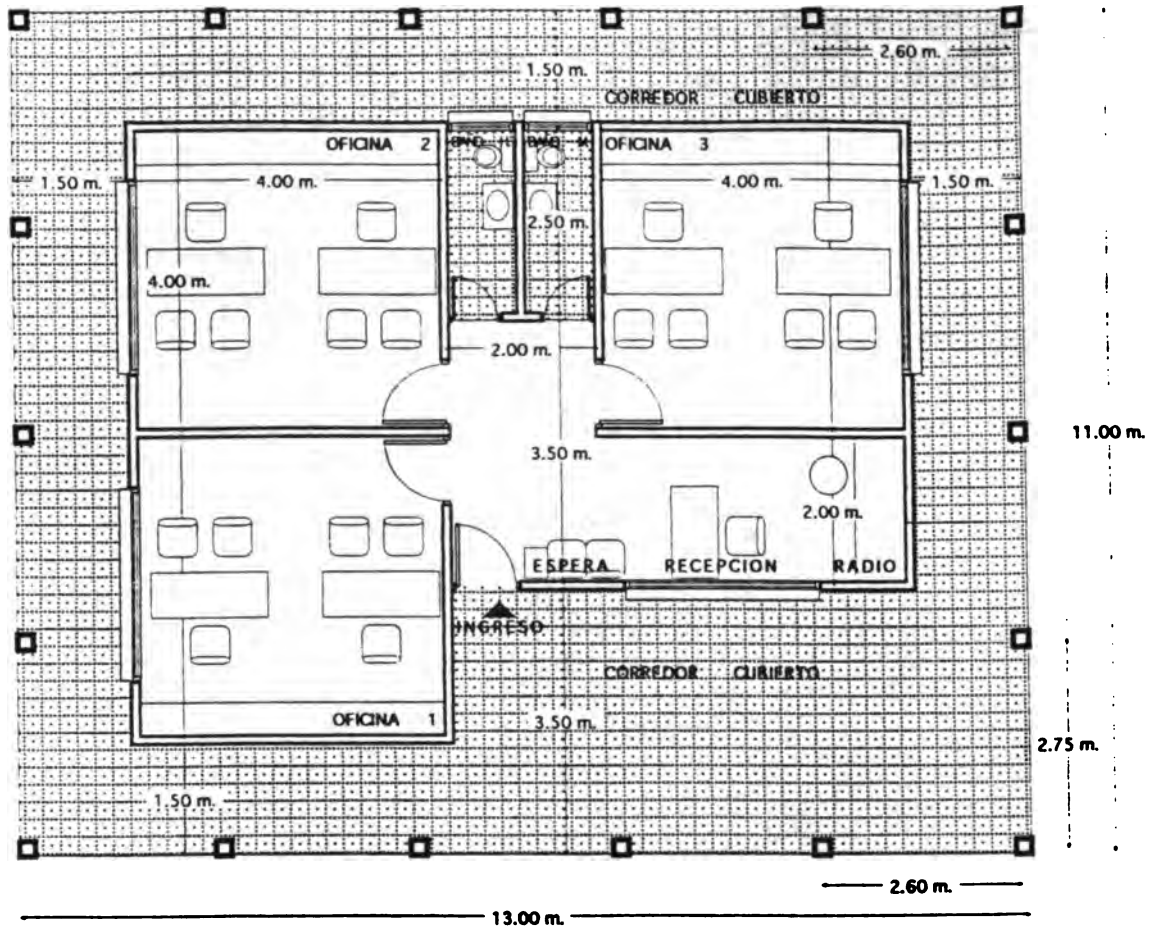 2.60 m.
1.50 m.
CORREDOR CUBIERTO
OFICINA 2
BAÑO H
BAÑO M
OFICINA 3
1.50 m.
4.00 m.
4.00 m.
1.50 m.
2.50 m.
4.00 m.
2.00 m.
11.00 m.
3.50 m.
2.00 m.
ESPERA RECEPCION RADIO
INGRESO
CORREDOR CUBIERTO
OFICINA 1
3.50 m.
2.75 m.
1.50 m.
2.60 m.
13.00 m.